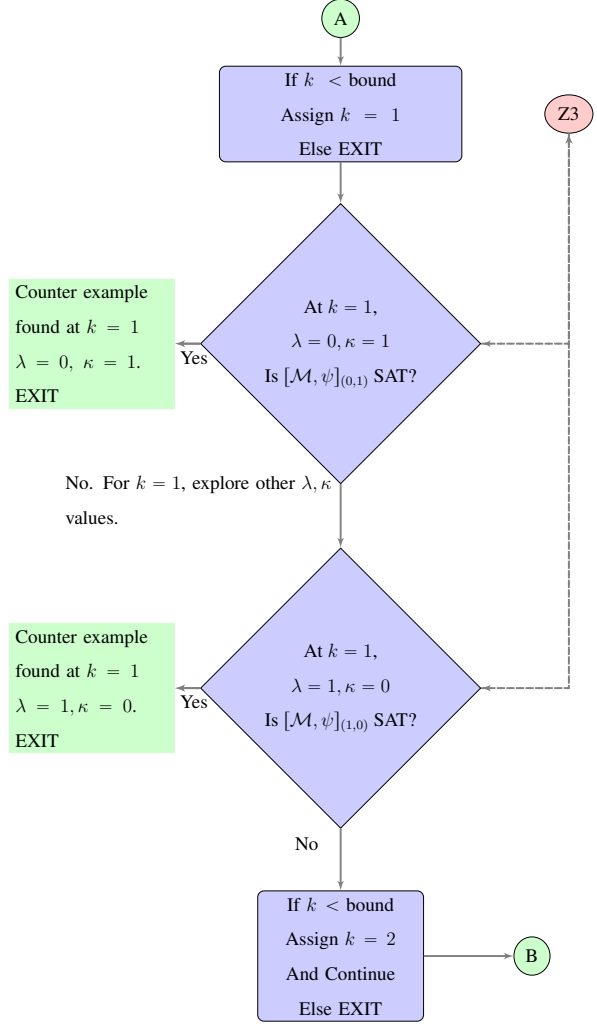 A
If k < bound
Assign k = 1
Else EXIT
Z3
At k = 1,
λ = 0, κ = 1
Is [ℳ, ψ]₍₀,₁₎ SAT?
Yes
Counter example
found at k = 1
λ = 0, κ = 1.
EXIT
No. For k = 1, explore other λ, κ
values.
At k = 1,
λ = 1, κ = 0
Is [ℳ, ψ]₍₁,₀₎ SAT?
Yes
Counter example
found at k = 1
λ = 1, κ = 0.
EXIT
No
If k < bound
Assign k = 2
And Continue
Else EXIT
B